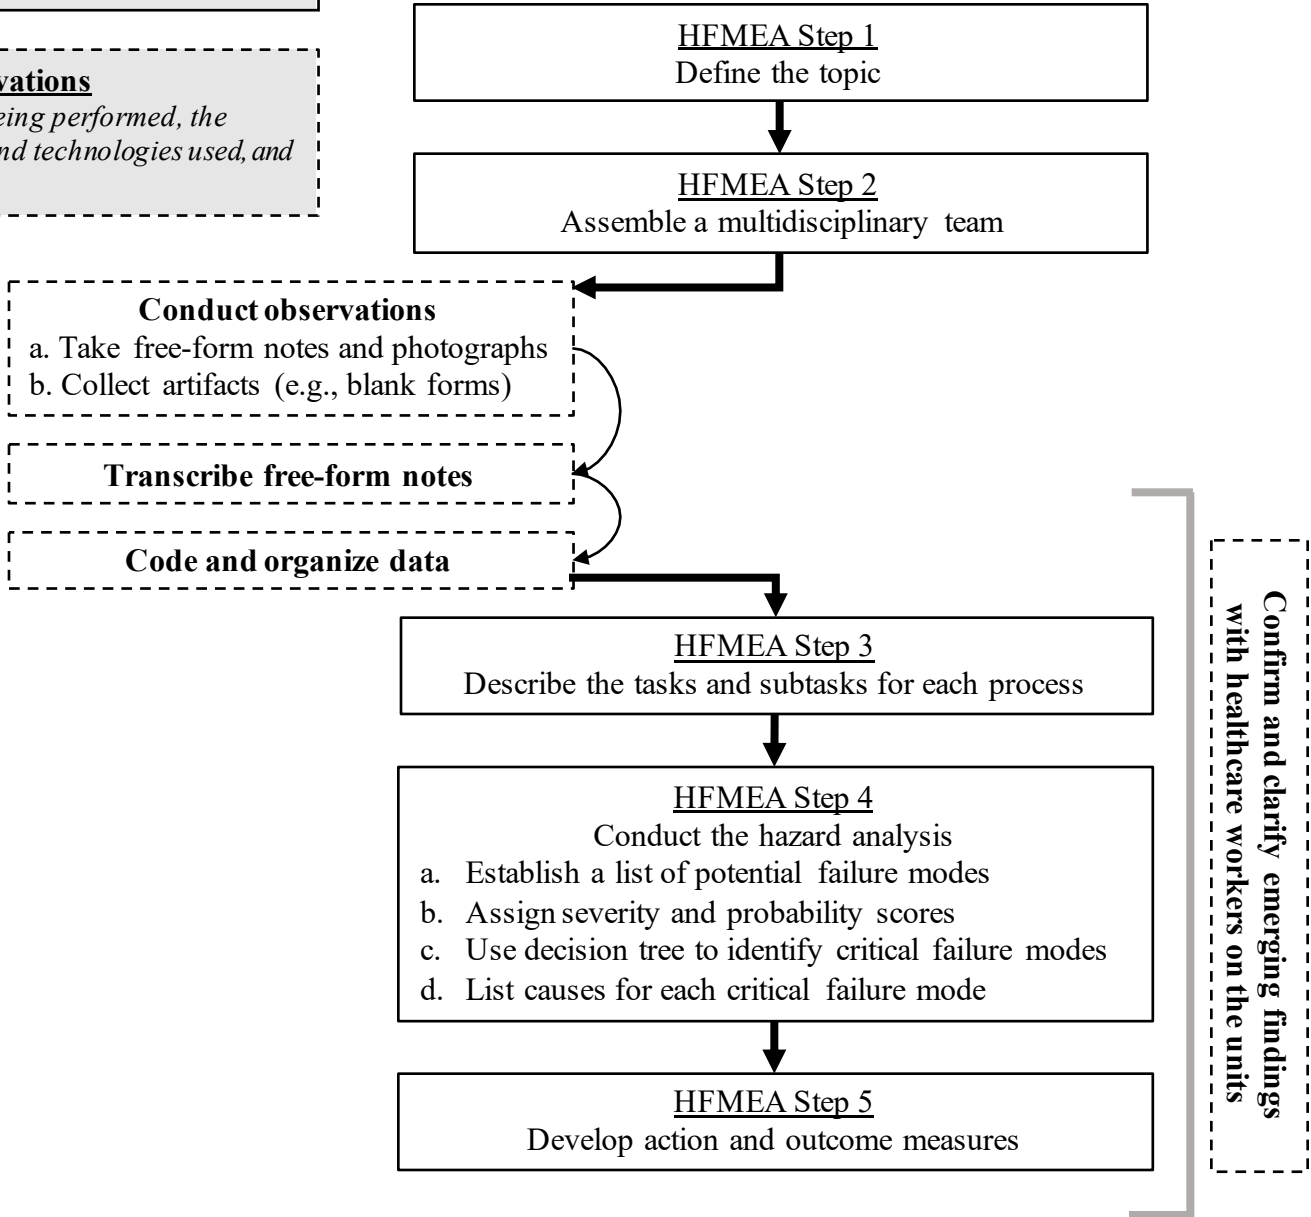 vations
eing performed, the
nd technologies used, and
HFMEA Step 1
Define the topic
HFMEA Step 2
Assemble a multidisciplinary team
Conduct observations
a. Take free-form notes and photographs
b. Collect artifacts (e.g., blank forms)
Transcribe free-form notes
Code and organize data
HFMEA Step 3
Describe the tasks and subtasks for each process
HFMEA Step 4
Conduct the hazard analysis
a. Establish a list of potential failure modes
b. Assign severity and probability scores
c. Use decision tree to identify critical failure modes
d. List causes for each critical failure mode
HFMEA Step 5
Develop action and outcome measures
Confirm and clarify emerging findings
with healthcare workers on the units